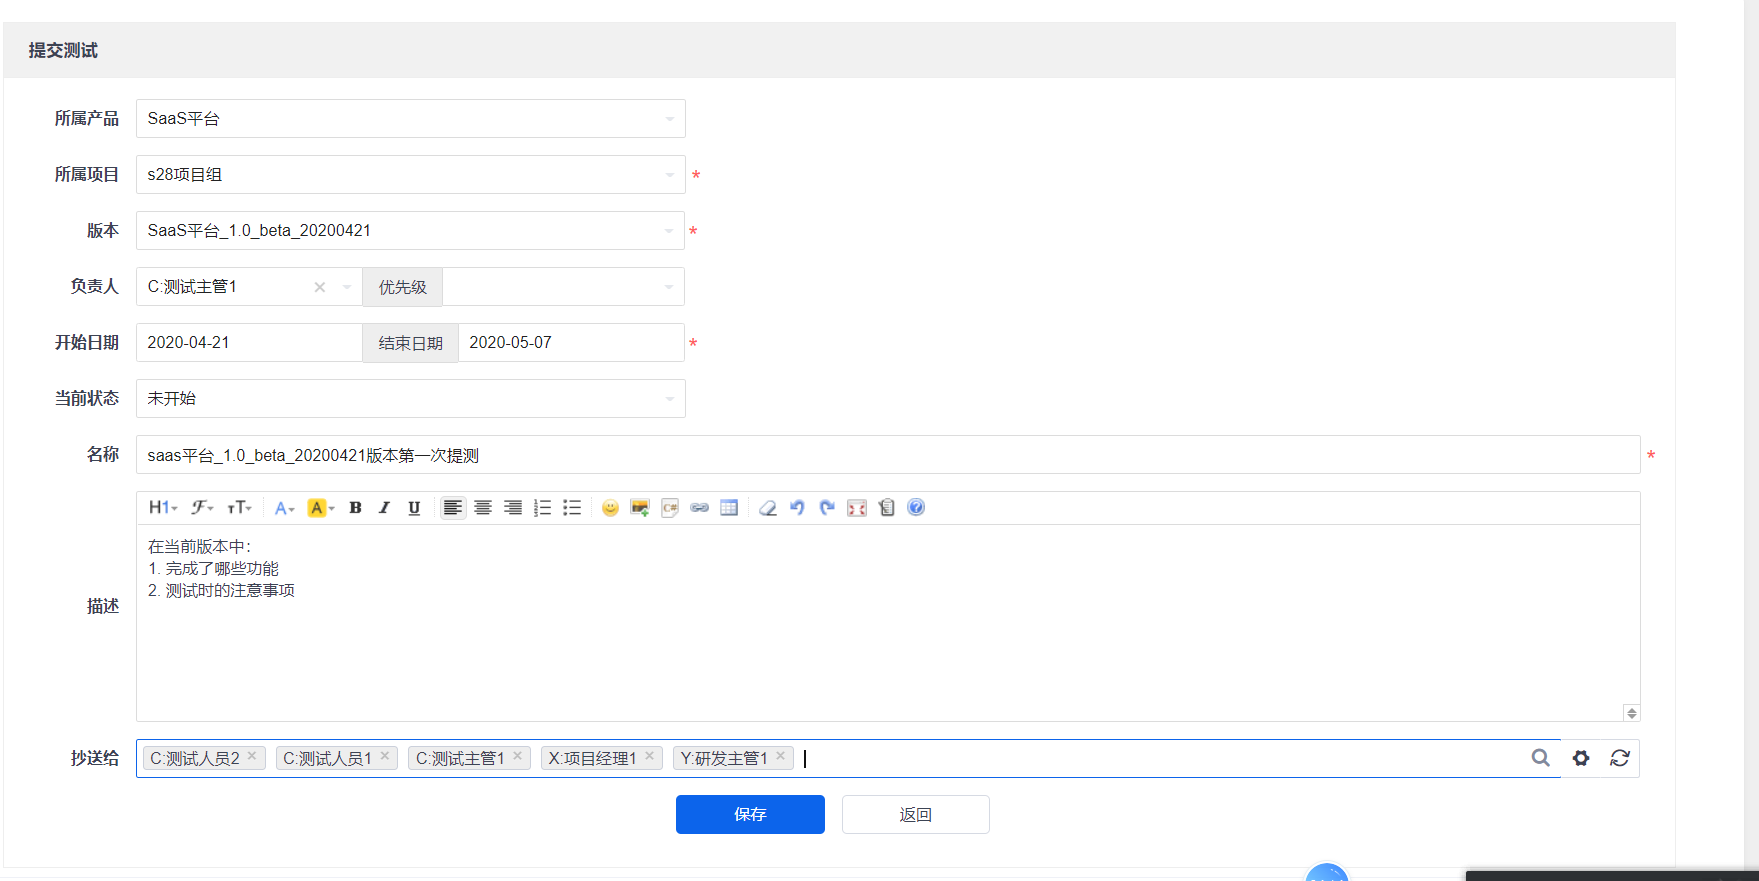 提交测试
所属产品 SaaS平台
所属项目 s28项目组 *
版本 SaaS平台_1.0_beta_20200421 *
负责人 C:测试主管1 × 优先级
开始日期 2020-04-21 结束日期 2020-05-07 *
当前状态 未开始
名称 saas平台_1.0_beta_20200421版本第一次提测 *
H1 F TT A A B I U C#
在当前版本中：
1. 完成了哪些功能
2. 测试时的注意事项
描述
抄送给 C:测试人员2 × C:测试人员1 × C:测试主管1 × X:项目经理1 × Y:研发主管1 ×
保存 返回